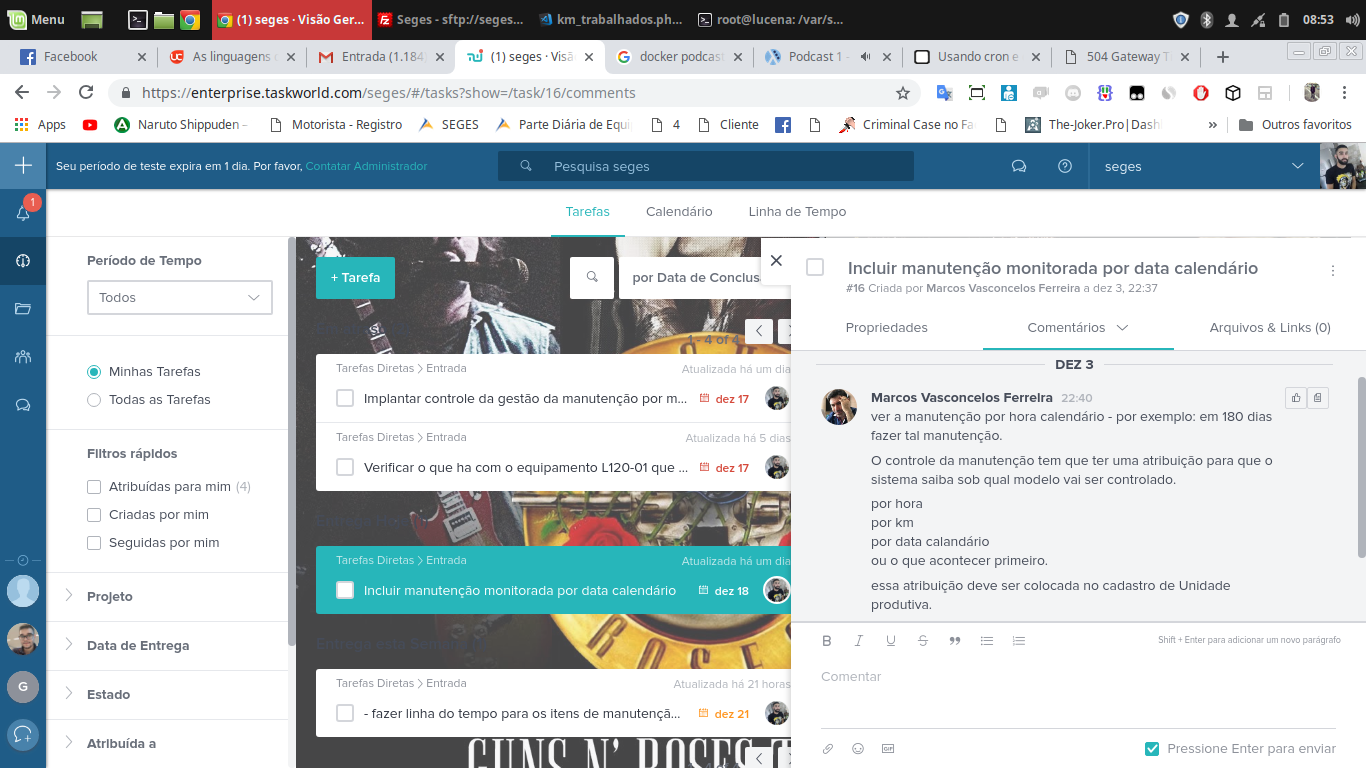 Menu
(1) seges · Visão Ger...
Seges - sftp://seges...
km_trabalhados.ph...
root@lucena: /var/s...
08:53
Facebook
As linguagens
Entrada (1.184)
(1) seges · Visã
docker podcast
Podcast 1 -
Usando cron e
504 Gateway T
https://enterprise.taskworld.com/seges/#/tasks?show=/task/16/comments
Apps
Naruto Shippuden –
Motorista - Registro
SEGES
Parte Diária de Equi
4
Cliente
Criminal Case no Fa
The-Joker.Pro|Dash
»
Outros favoritos
Seu período de teste expira em 1 dia. Por favor, Contatar Administrador
Pesquisa seges
seges
1
Tarefas
Calendário
Linha de Tempo
Período de Tempo
Todos
Minhas Tarefas
Todas as Tarefas
Filtros rápidos
Atribuídas para mim (4)
Criadas por mim
Seguidas por mim
Projeto
Data de Entrega
Estado
Atribuída a
G
+ Tarefa
por Data de Conclus
1 - 4 of 4
Tarefas Diretas > Entrada
Atualizada há um dia
Implantar controle da gestão da manutenção por m...
dez 17
Tarefas Diretas > Entrada
Atualizada há 5 dias
Verificar o que ha com o equipamento L120-01 que ...
dez 17
Tarefas Diretas > Entrada
Atualizada há um dia
Incluir manutenção monitorada por data calendário
dez 18
Entrega esta Semana
Tarefas Diretas > Entrada
Atualizada há 21 horas
- fazer linha do tempo para os itens de manutençã...
dez 21
GUNS N' ROSES
Incluir manutenção monitorada por data calendário
#16 Criada por Marcos Vasconcelos Ferreira a dez 3, 22:37
Propriedades
Comentários
Arquivos & Links (0)
DEZ 3
Marcos Vasconcelos Ferreira 22:40
ver a manutenção por hora calendário - por exemplo: em 180 dias
fazer tal manutenção.
O controle da manutenção tem que ter uma atribuição para que o
sistema saiba sob qual modelo vai ser controlado.
por hora
por km
por data calandário
ou o que acontecer primeiro.
essa atribuição deve ser colocada no cadastro de Unidade
produtiva.
B I U S
Shift + Enter para adicionar um novo parágrafo
Comentar
GIF
Pressione Enter para enviar